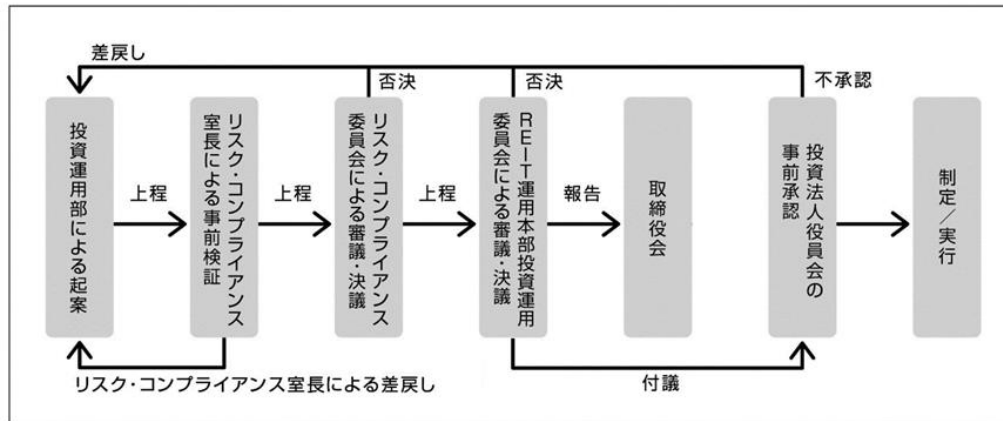 差戻し
否決
否決
不承認
投資運用部による起案
上程
リスク・コンプライアンス
室長による事前検証
上程
リスク・コンプライアンス
委員会による審議・決議
上程
REIT運用本部投資運用
委員会による審議・決議
報告
取締役会
投資法人役員会の
事前承認
制定／実行
リスク・コンプライアンス室長による差戻し
付議